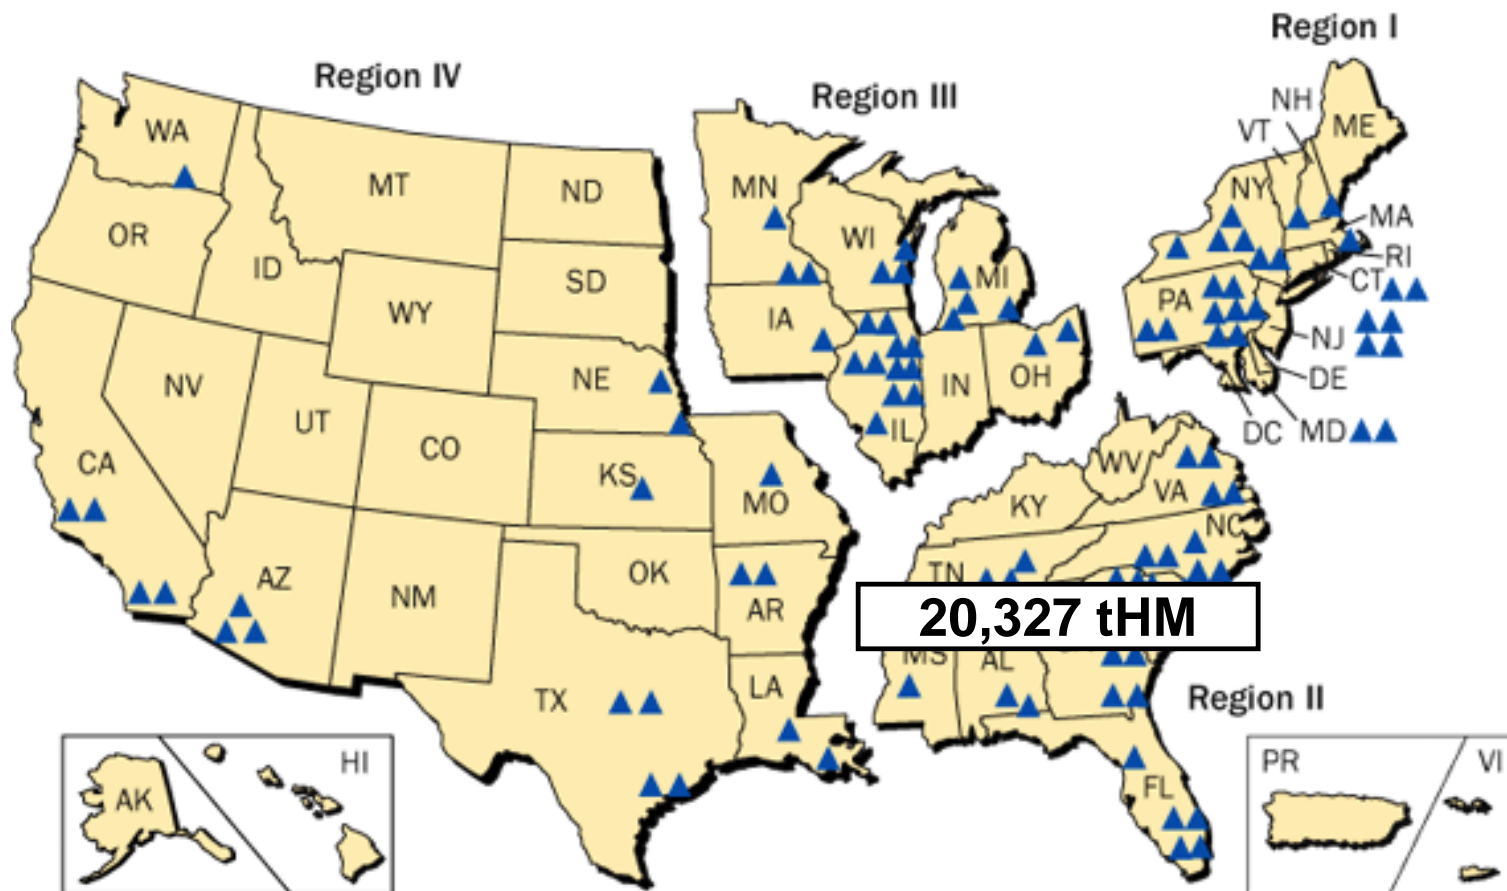 Region I
Region IV
Region III
NH
VT
ME
WA
MT
ND
MN
NY
MA
OR
WI
RI
ID
SD
MI
CT
WY
IA
PA
NJ
NV
NE
OH
IN
DE
UT
CO
IL
DC MD
CA
KS
WV
MO
VA
KY
NC
AZ
OK
TN
NM
AR
20,327 tHM
MS
AL
LA
TX
Region II
HI
PR
VI
AK
FL